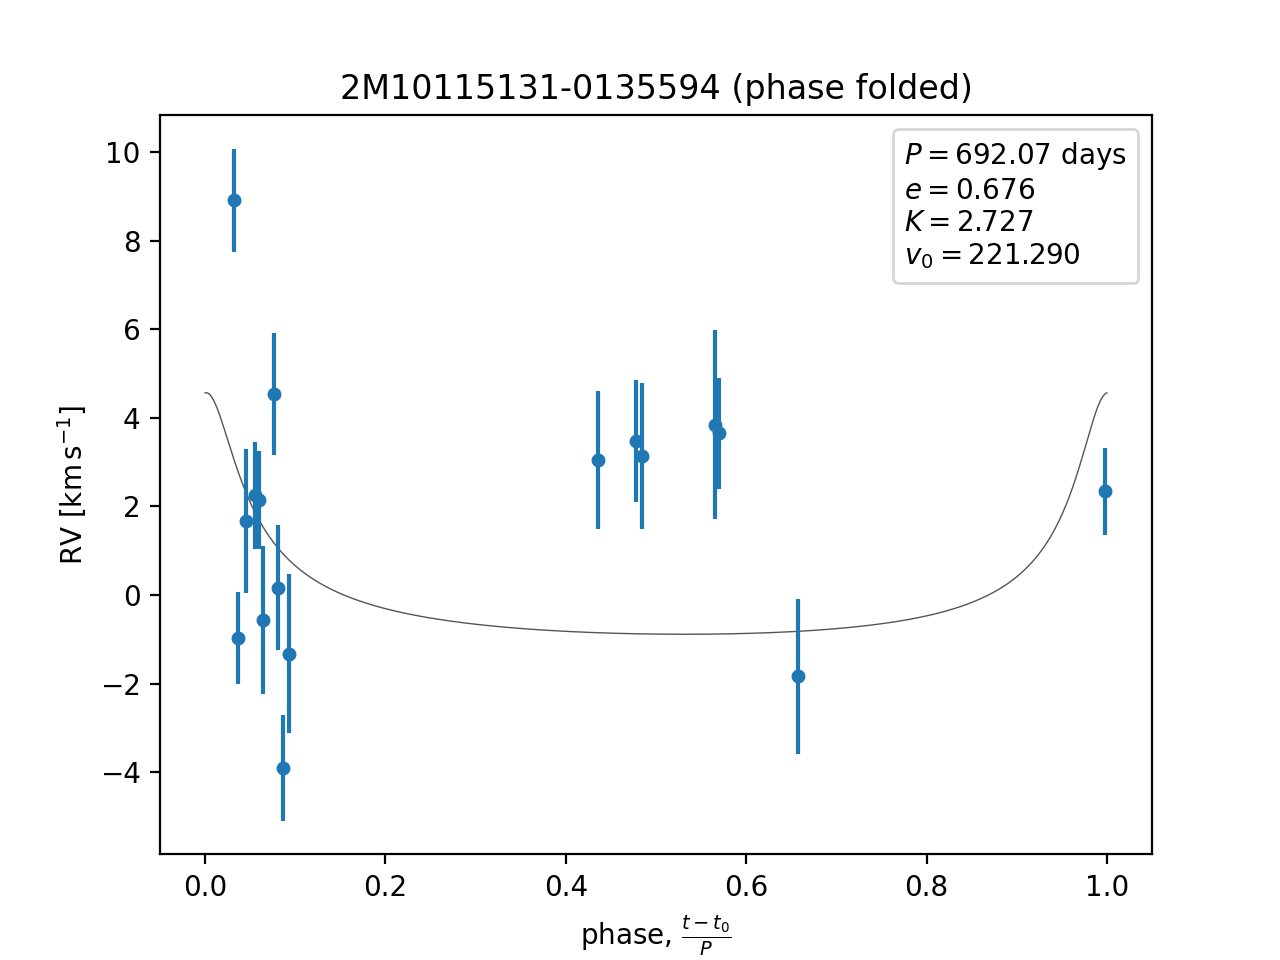 2M10115131-0135594 (phase folded)
P = 692.07 days
e = 0.676
K = 2.727
v₀ = 221.290
10
8
6
4
2
0
−2
−4
RV [km s⁻¹]
0.0 0.2 0.4 0.6 0.8 1.0
phase, (t − t₀)/P